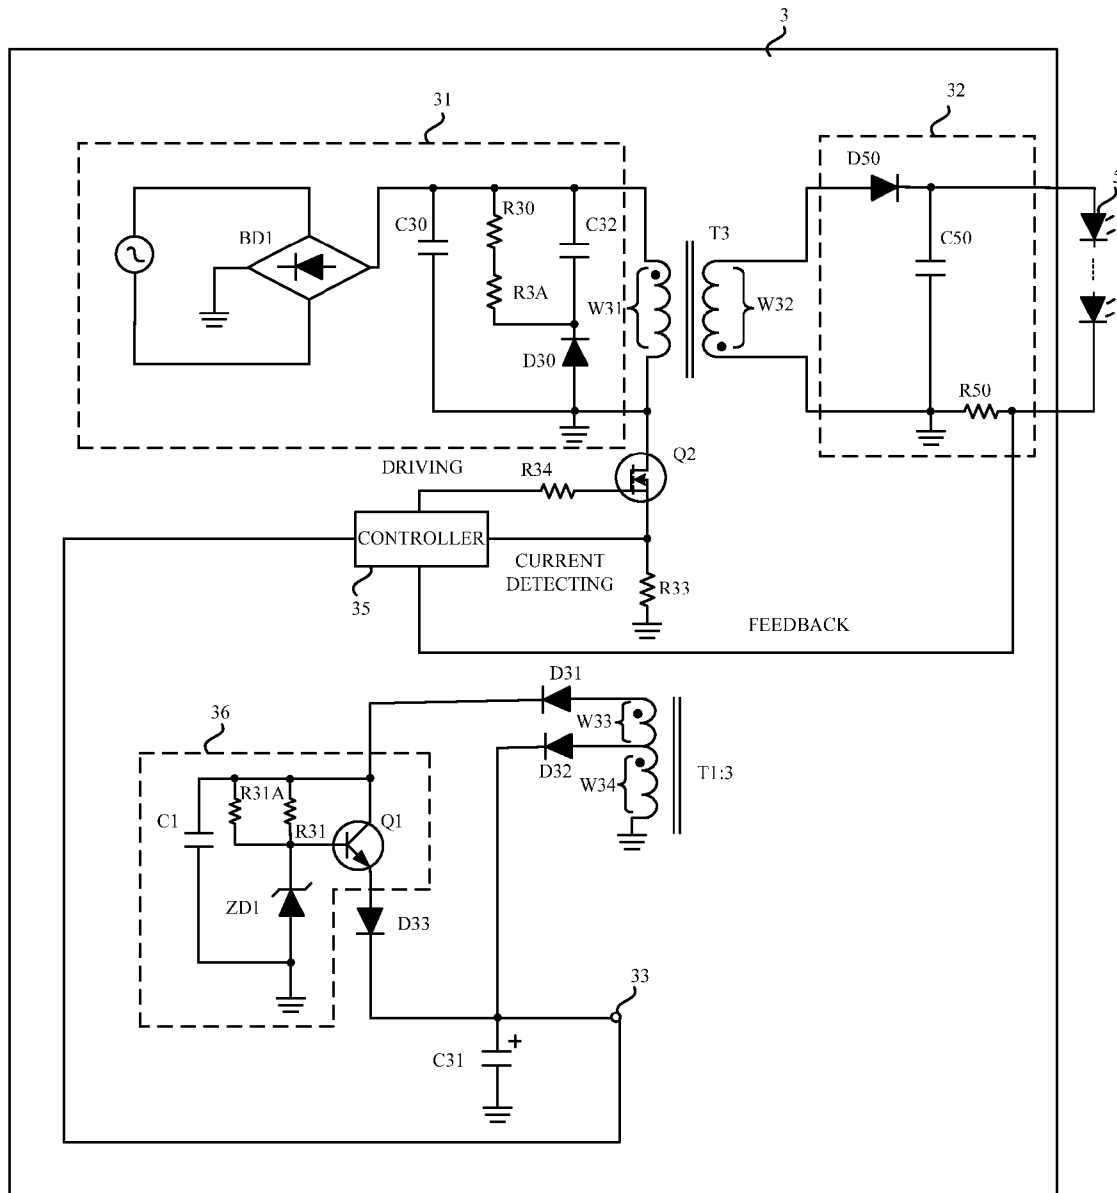 3
31
32
D50
5
R30
C30
C32
BD1
T3
C50
R3A
W31
W32
D30
R50
Q2
DRIVING
R34
CONTROLLER
CURRENT
DETECTING
R33
35
FEEDBACK
D31
36
W33
D32
T1:3
W34
R31A
C1
Q1
R31
ZD1
D33
33
C31
+